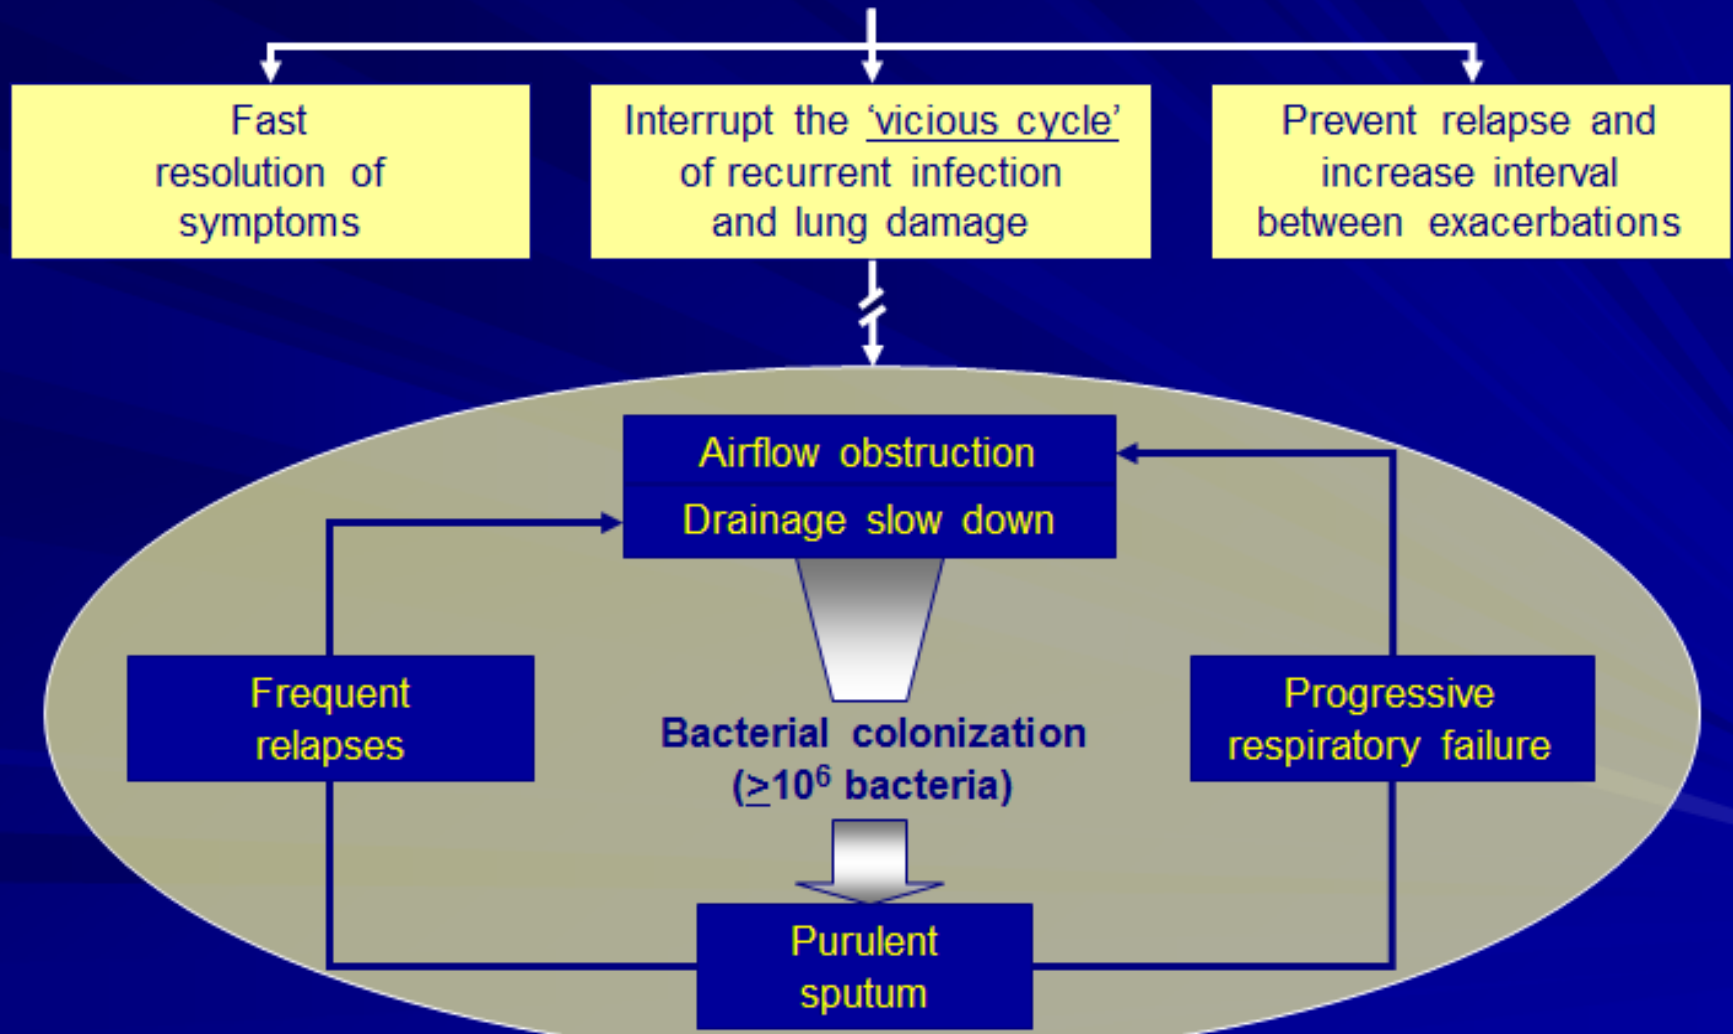 Fast
resolution of
symptoms
Interrupt the ‘vicious cycle’
of recurrent infection
and lung damage
Prevent relapse and
increase interval
between exacerbations
Airflow obstruction
Drainage slow down
Frequent
relapses
Bacterial colonization
(≥10⁶ bacteria)
Progressive
respiratory failure
Purulent
sputum